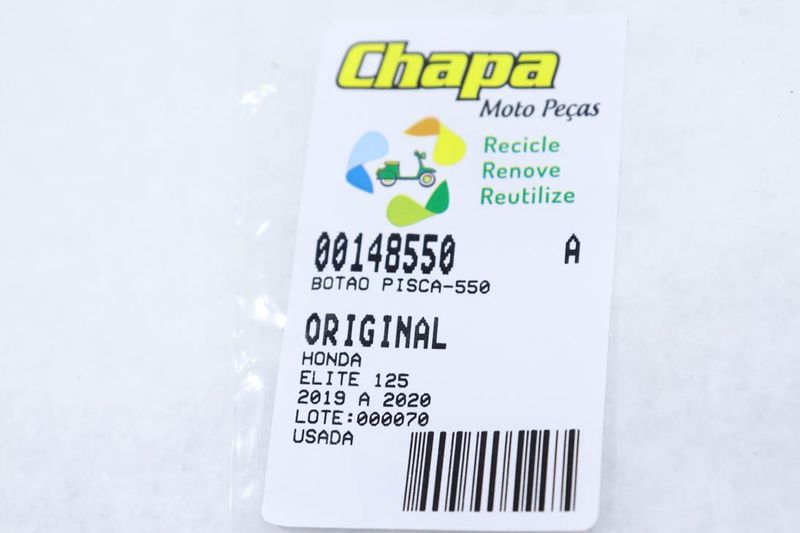 Chapa
Moto Peças
Recicle
Renove
Reutilize
00148550 A
BOTAO PISCA-550
ORIGINAL
HONDA
ELITE 125
2019 A 2020
LOTE:000070
USADA